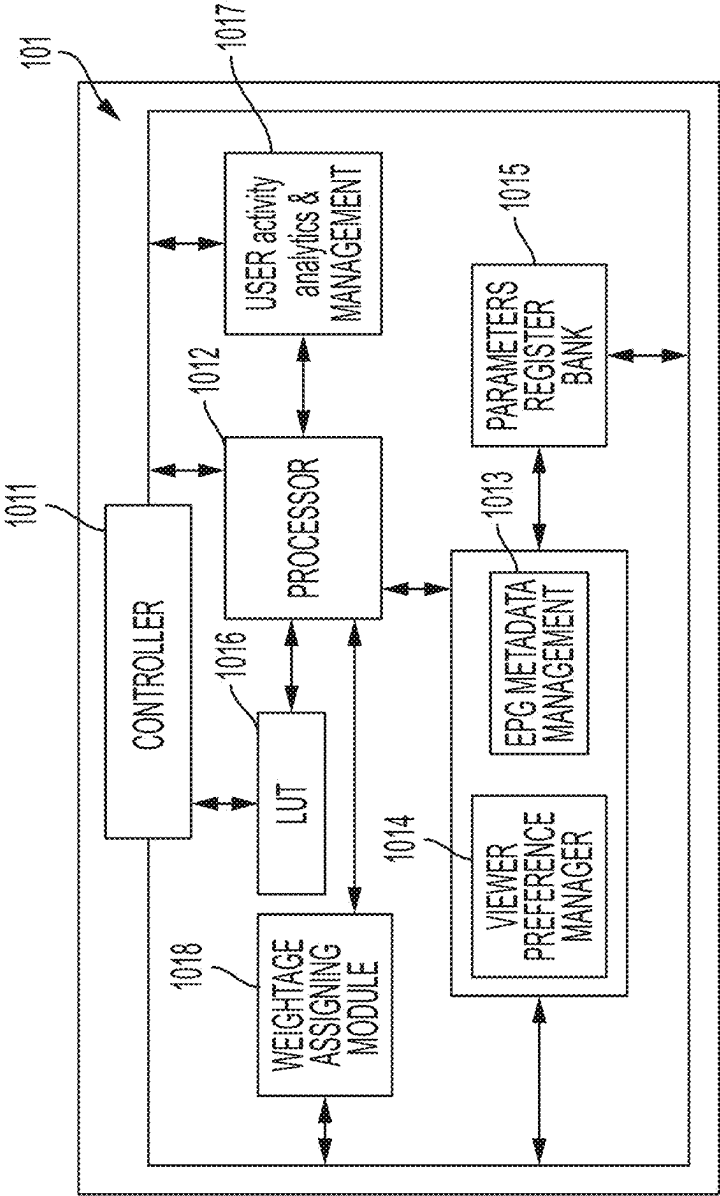 101
1011
CONTROLLER
1018
WEIGHTAGE
ASSIGNING
MODULE
1016
LUT
1012
PROCESSOR
1017
USER activity
analytics &
MANAGEMENT
1014
VIEWER
PREFERENCE
MANAGER
1013
EPG METADATA
MANAGEMENT
1015
PARAMETERS
REGISTER
BANK